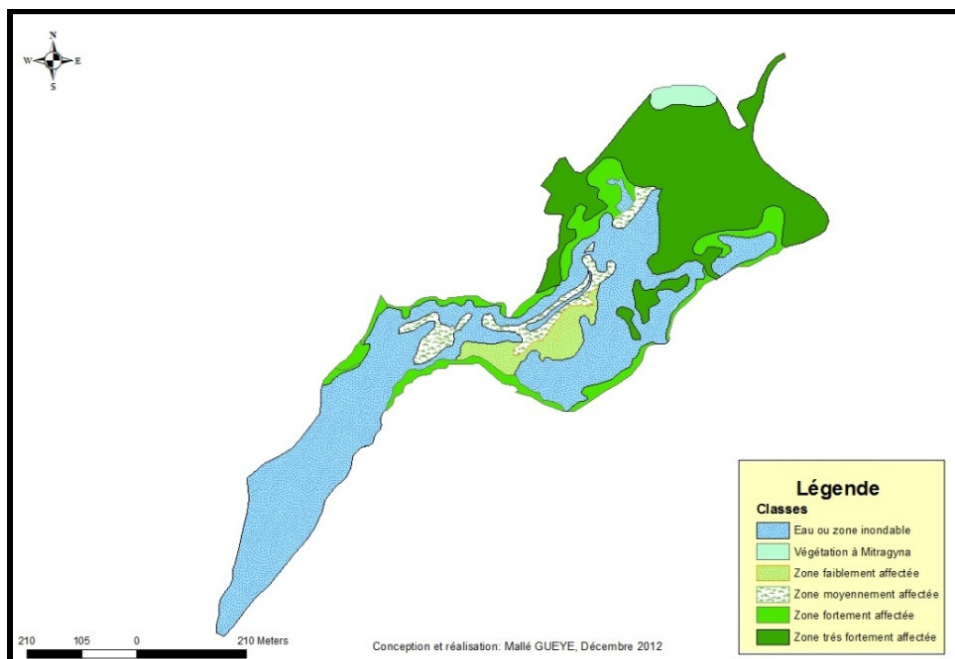 N
W E
S
Légende
Classes
Eau ou zone inondable
Végétation à Mitragyna
Zone faiblement affectée
Zone moyennement affectée
Zone fortement affectée
Zone trés fortement affectée
210 105 0 210 Meters
Conception et réalisation: Mallé GUEYE, Décembre 2012